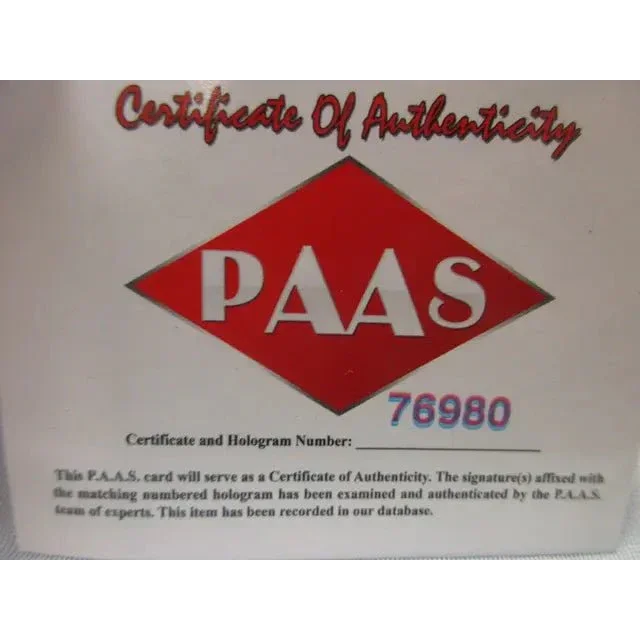 Certificate Of Authenticity
PAAS
76980
Certificate and Hologram Number:
This P.A.A.S. card will serve as a Certificate of Authenticity. The signature(s) affixed with
the matching numbered hologram has been examined and authenticated by the P.A.A.S.
team of experts. This item has been recorded in our database.